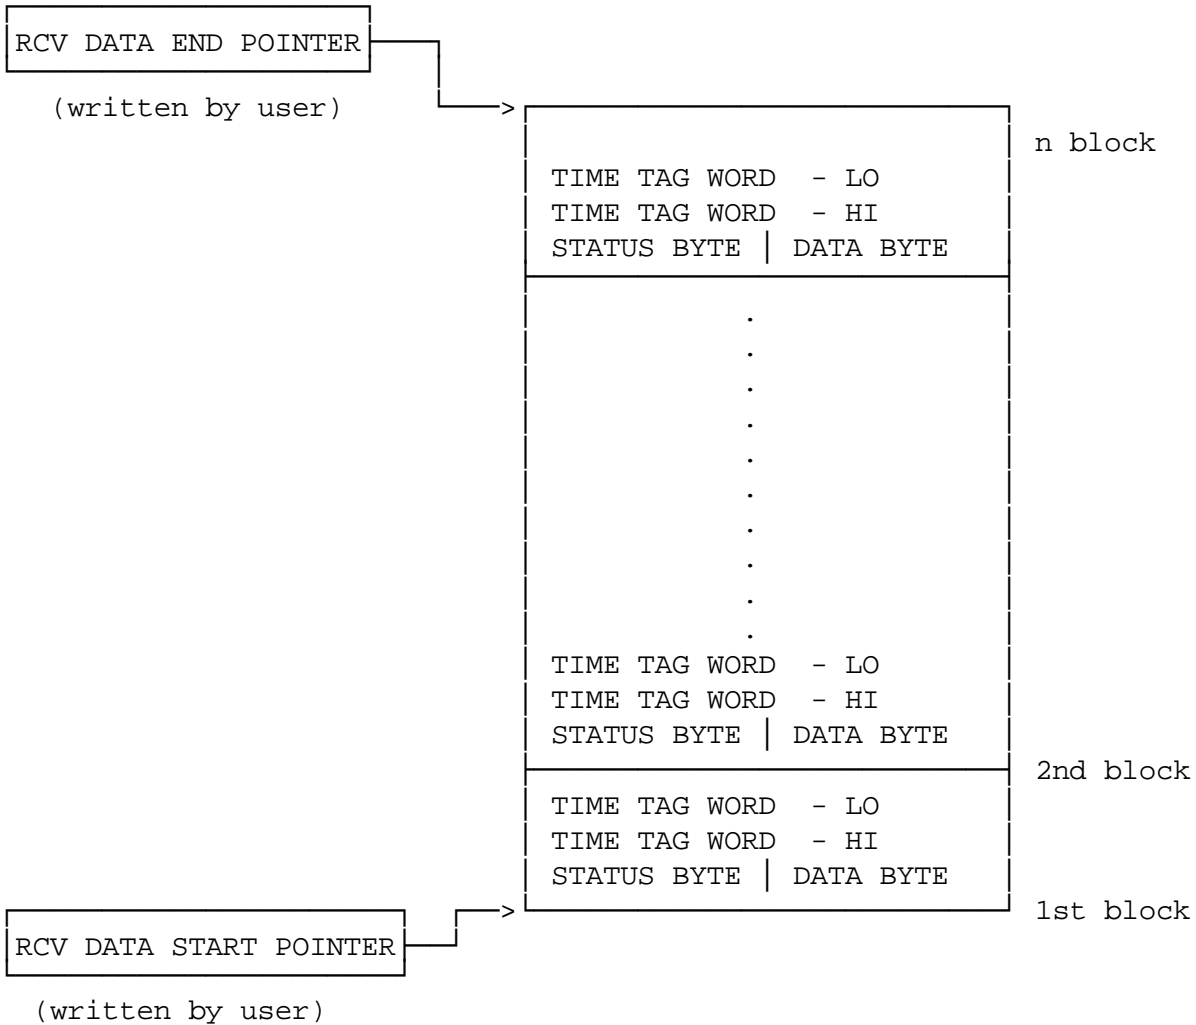 RCV DATA END POINTER
(written by user)
n block
TIME TAG WORD - LO
TIME TAG WORD - HI
STATUS BYTE | DATA BYTE
.
.
.
.
.
.
.
.
.
.
TIME TAG WORD - LO
TIME TAG WORD - HI
STATUS BYTE | DATA BYTE
2nd block
TIME TAG WORD - LO
TIME TAG WORD - HI
STATUS BYTE | DATA BYTE
1st block
RCV DATA START POINTER
(written by user)